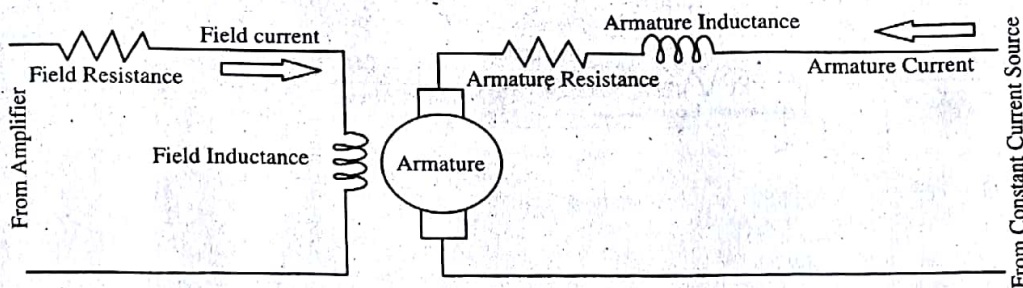 Armature Inductance
Field current
Field Resistance
Armature Resistance
Armature Current
From Amplifier
Field Inductance
Armature
From Constant Current Source